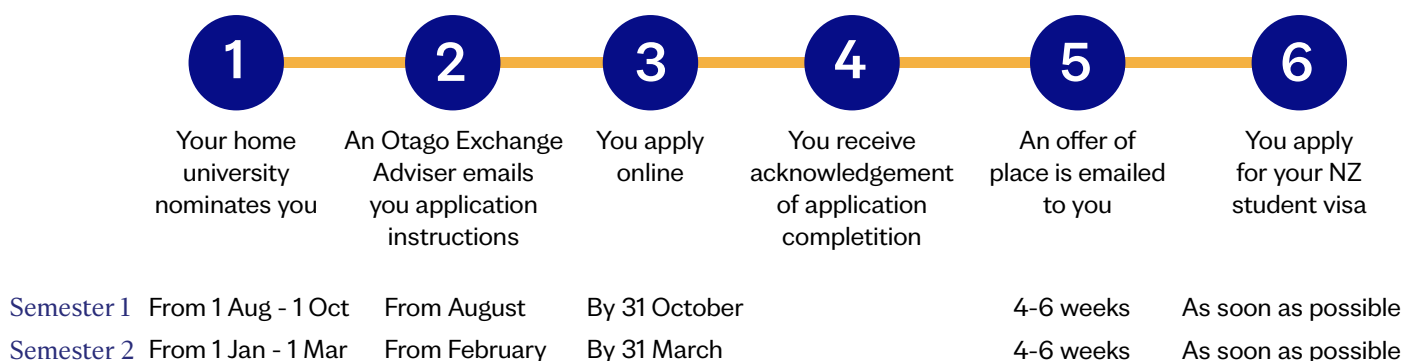 1 2 3 4 5 6
Your home
university
nominates you
An Otago Exchange
Adviser emails
you application
instructions
You apply
online
You receive
acknowledgement
of application
completition
An offer of
place is emailed
to you
You apply
for your NZ
student visa
Semester 1 From 1 Aug - 1 Oct From August By 31 October 4-6 weeks As soon as possible
Semester 2 From 1 Jan - 1 Mar From February By 31 March 4-6 weeks As soon as possible